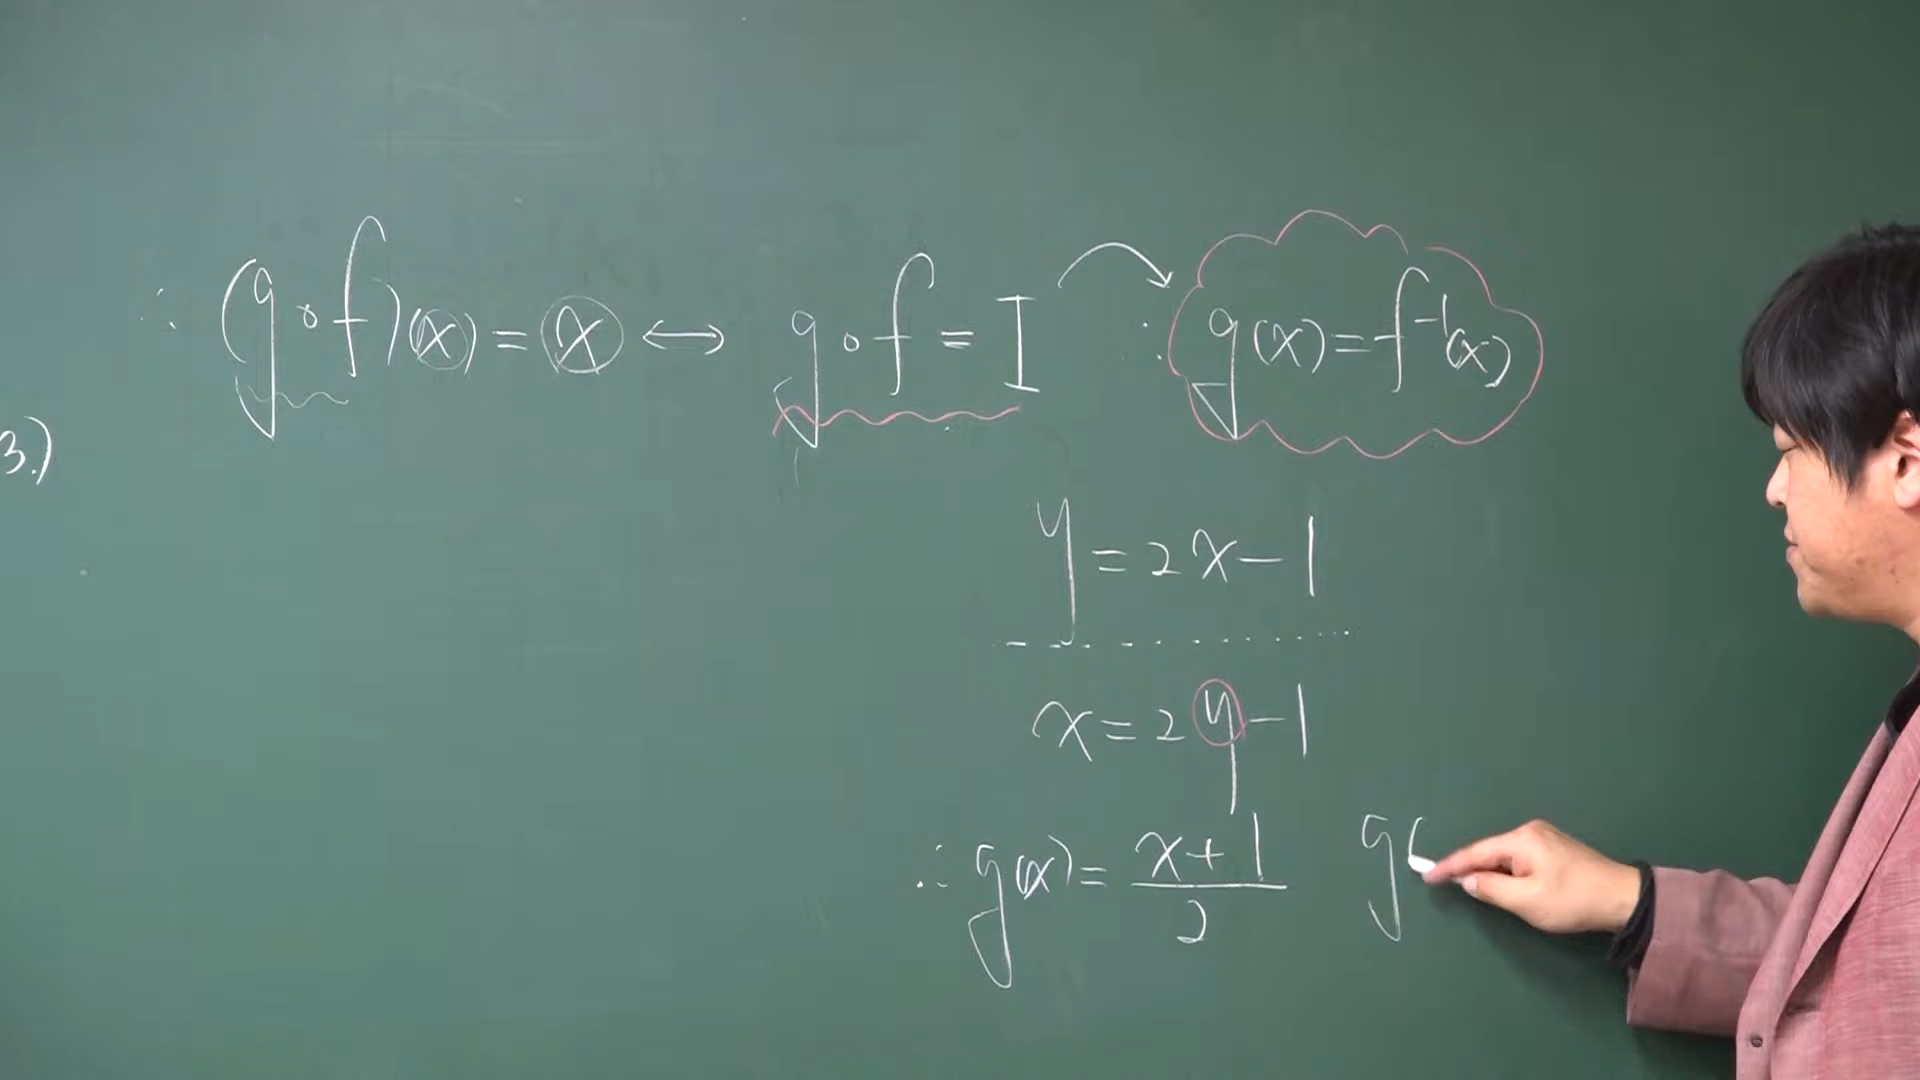 ∴ (g∘f)(x) = x ⟷ g∘f = I ∴ g(x) = f⁻¹(x)
3.)
y = 2x - 1
x = 2y - 1
∴ g(x) = (x+1)/2 g(